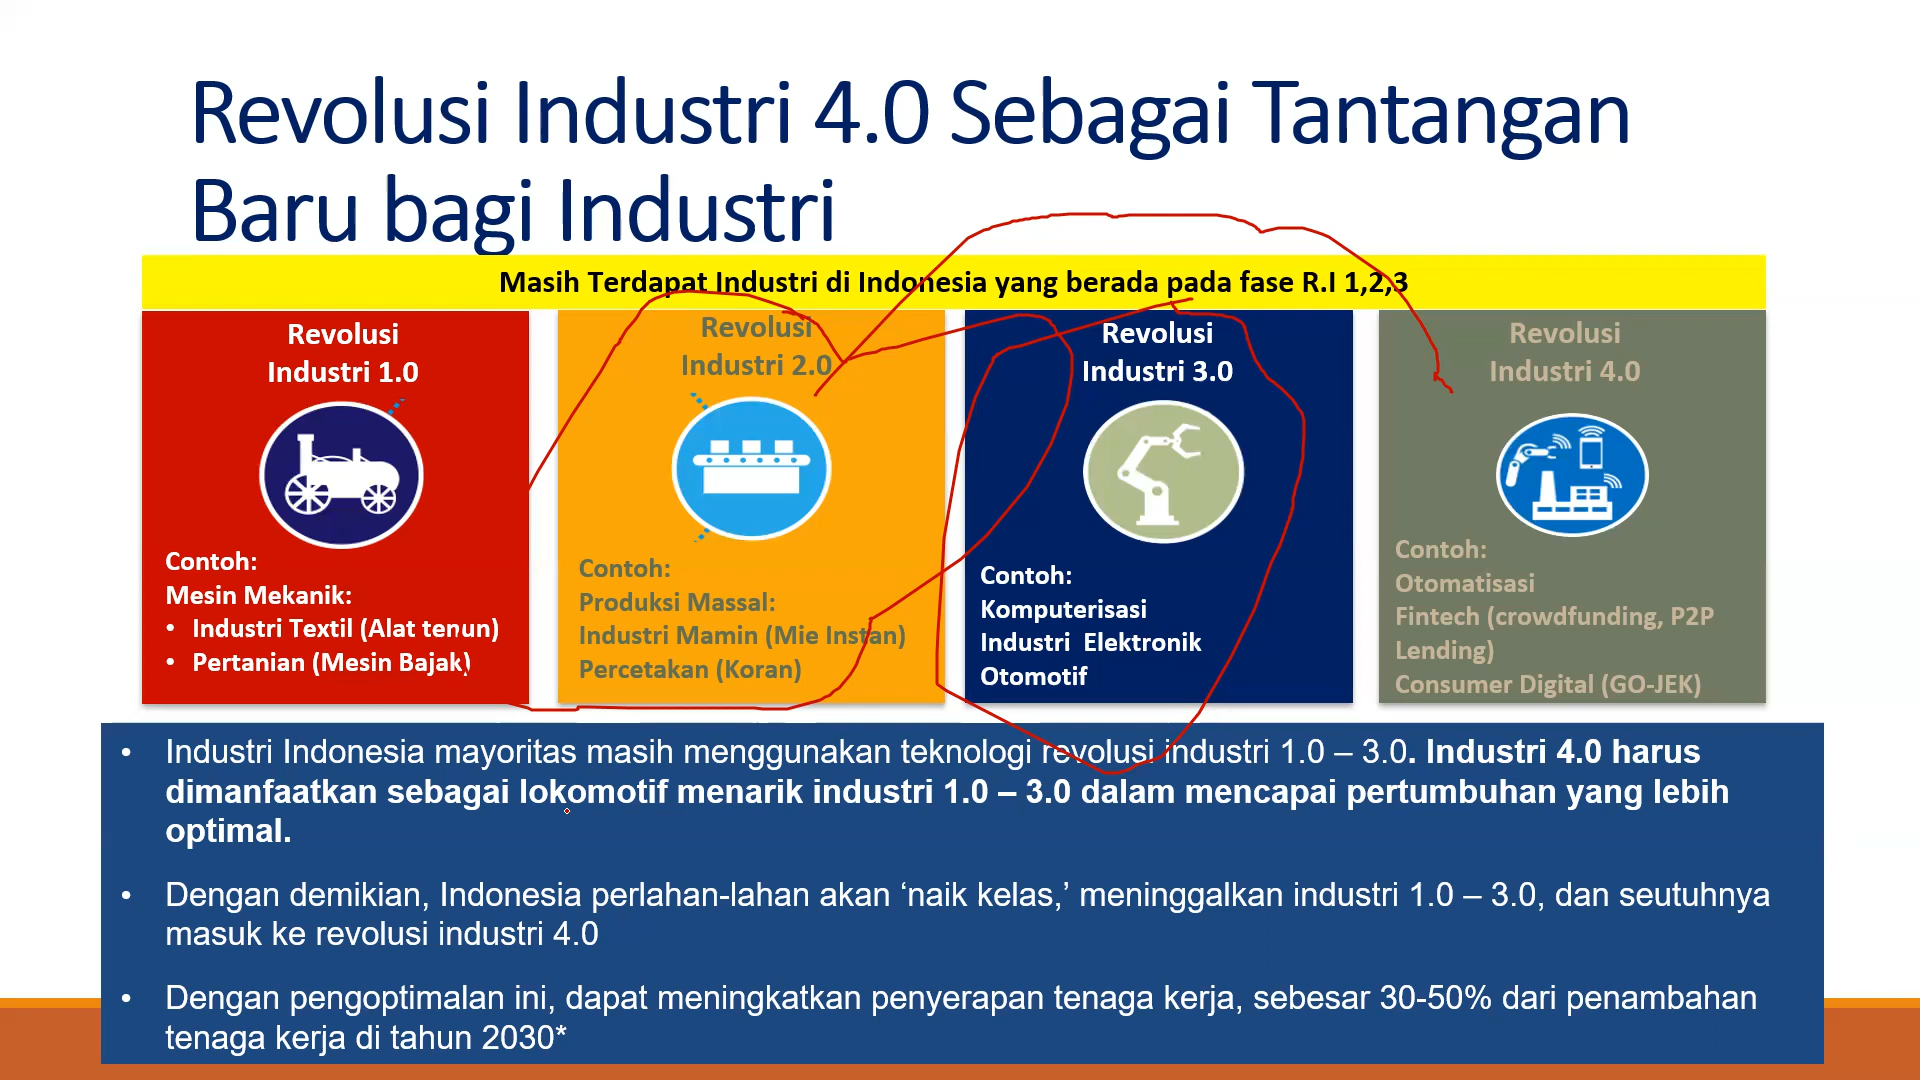 Revolusi Industri 4.0 Sebagai Tantangan
Baru bagi Industri
Masih Terdapat Industri di Indonesia yang berada pada fase R.I 1,2,3
Revolusi
Industri 1.0
Contoh:
Mesin Mekanik:
• Industri Textil (Alat tenun)
• Pertanian (Mesin Bajak)
Revolusi
Industri 2.0
Contoh:
Produksi Massal:
Industri Mamin (Mie Instan)
Percetakan (Koran)
Revolusi
Industri 3.0
Contoh:
Komputerisasi
Industri Elektronik
Otomotif
Revolusi
Industri 4.0
Contoh:
Otomatisasi
Fintech (crowdfunding, P2P
Lending)
Consumer Digital (GO-JEK)
• Industri Indonesia mayoritas masih menggunakan teknologi revolusi industri 1.0 – 3.0. Industri 4.0 harus
dimanfaatkan sebagai lokomotif menarik industri 1.0 – 3.0 dalam mencapai pertumbuhan yang lebih
optimal.
• Dengan demikian, Indonesia perlahan-lahan akan ‘naik kelas,’ meninggalkan industri 1.0 – 3.0, dan seutuhnya
masuk ke revolusi industri 4.0
• Dengan pengoptimalan ini, dapat meningkatkan penyerapan tenaga kerja, sebesar 30-50% dari penambahan
tenaga kerja di tahun 2030*